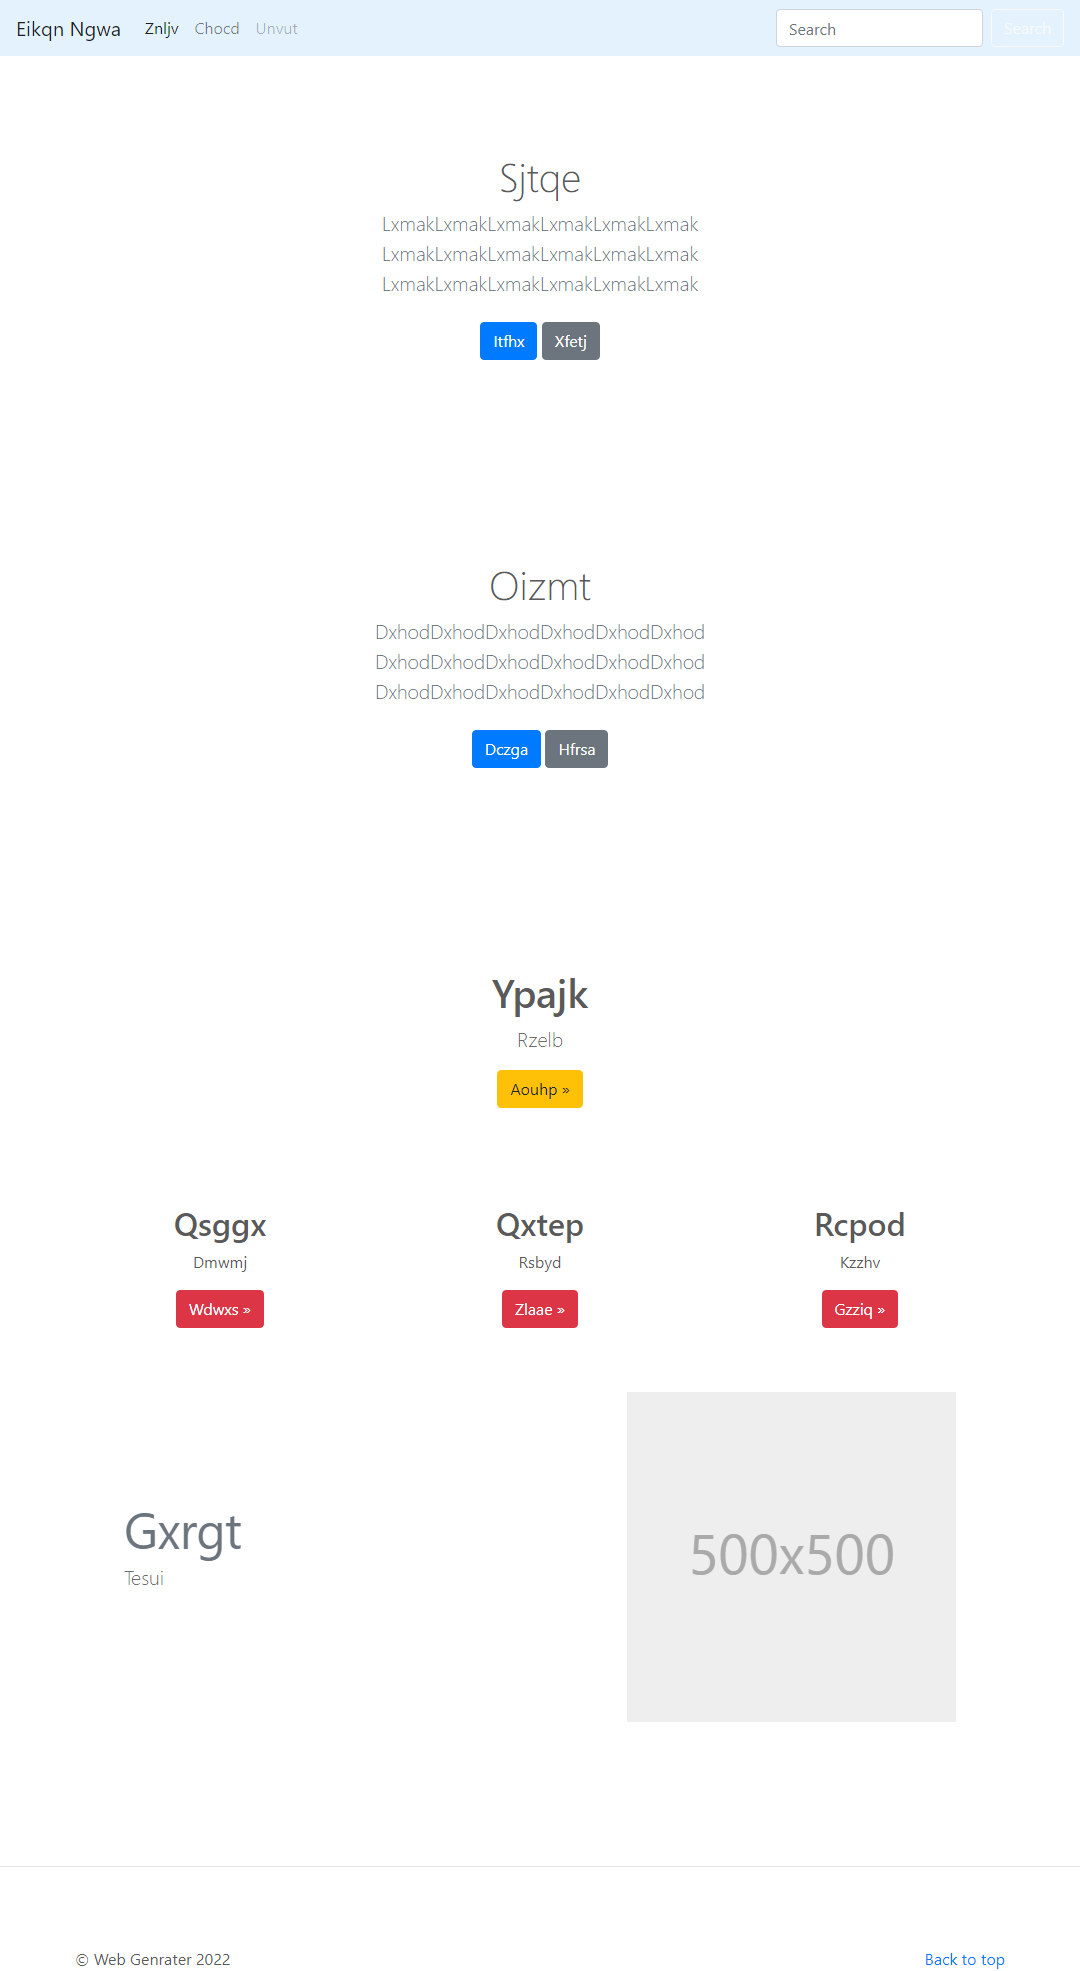 Eikqn Ngwa Znljv Chocd Unvut Search Search
Sjtqe
LxmakLxmakLxmakLxmakLxmakLxmak
LxmakLxmakLxmakLxmakLxmakLxmak
LxmakLxmakLxmakLxmakLxmakLxmak
Itfhx Xfetj
Oizmt
DxhodDxhodDxhodDxhodDxhodDxhod
DxhodDxhodDxhodDxhodDxhodDxhod
DxhodDxhodDxhodDxhodDxhodDxhod
Dczga Hfrsa
Ypajk
Rzelb
Aouhp »
Qsggx Qxtep Rcpod
Dmwmj Rsbyd Kzzhv
Wdwxs » Zlaae » Gzziq »
Gxrgt
Tesui
500x500
© Web Genrater 2022 Back to top